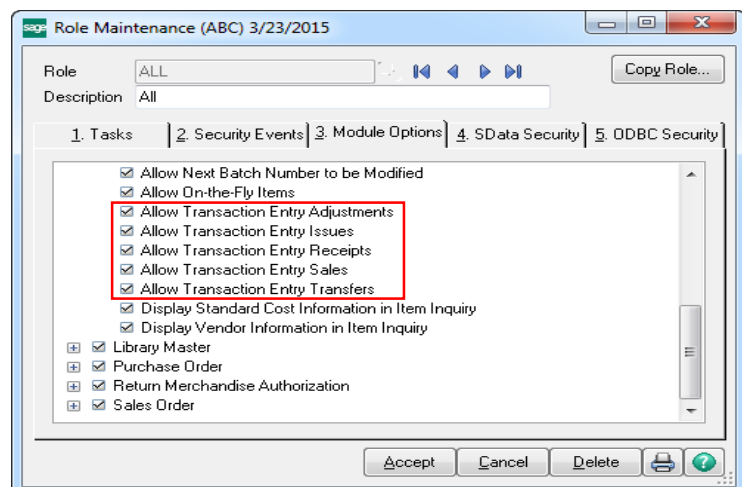 sage Role Maintenance (ABC) 3/23/2015
Role ALL Copy Role...
Description All
1. Tasks 2. Security Events 3. Module Options 4. SData Security 5. ODBC Security
Allow Next Batch Number to be Modified
Allow On-the-Fly Items
Allow Transaction Entry Adjustments
Allow Transaction Entry Issues
Allow Transaction Entry Receipts
Allow Transaction Entry Sales
Allow Transaction Entry Transfers
Display Standard Cost Information in Item Inquiry
Display Vendor Information in Item Inquiry
Library Master
Purchase Order
Return Merchandise Authorization
Sales Order
Accept Cancel Delete